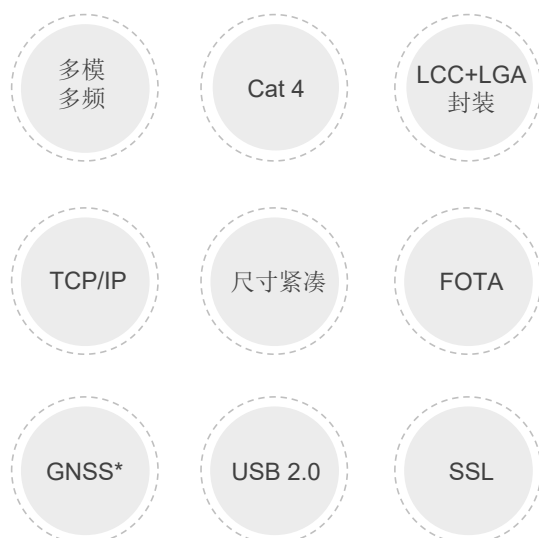 多模
多频
Cat 4
LCC+LGA
封装
TCP/IP
尺寸紧凑
FOTA
GNSS*
USB 2.0
SSL